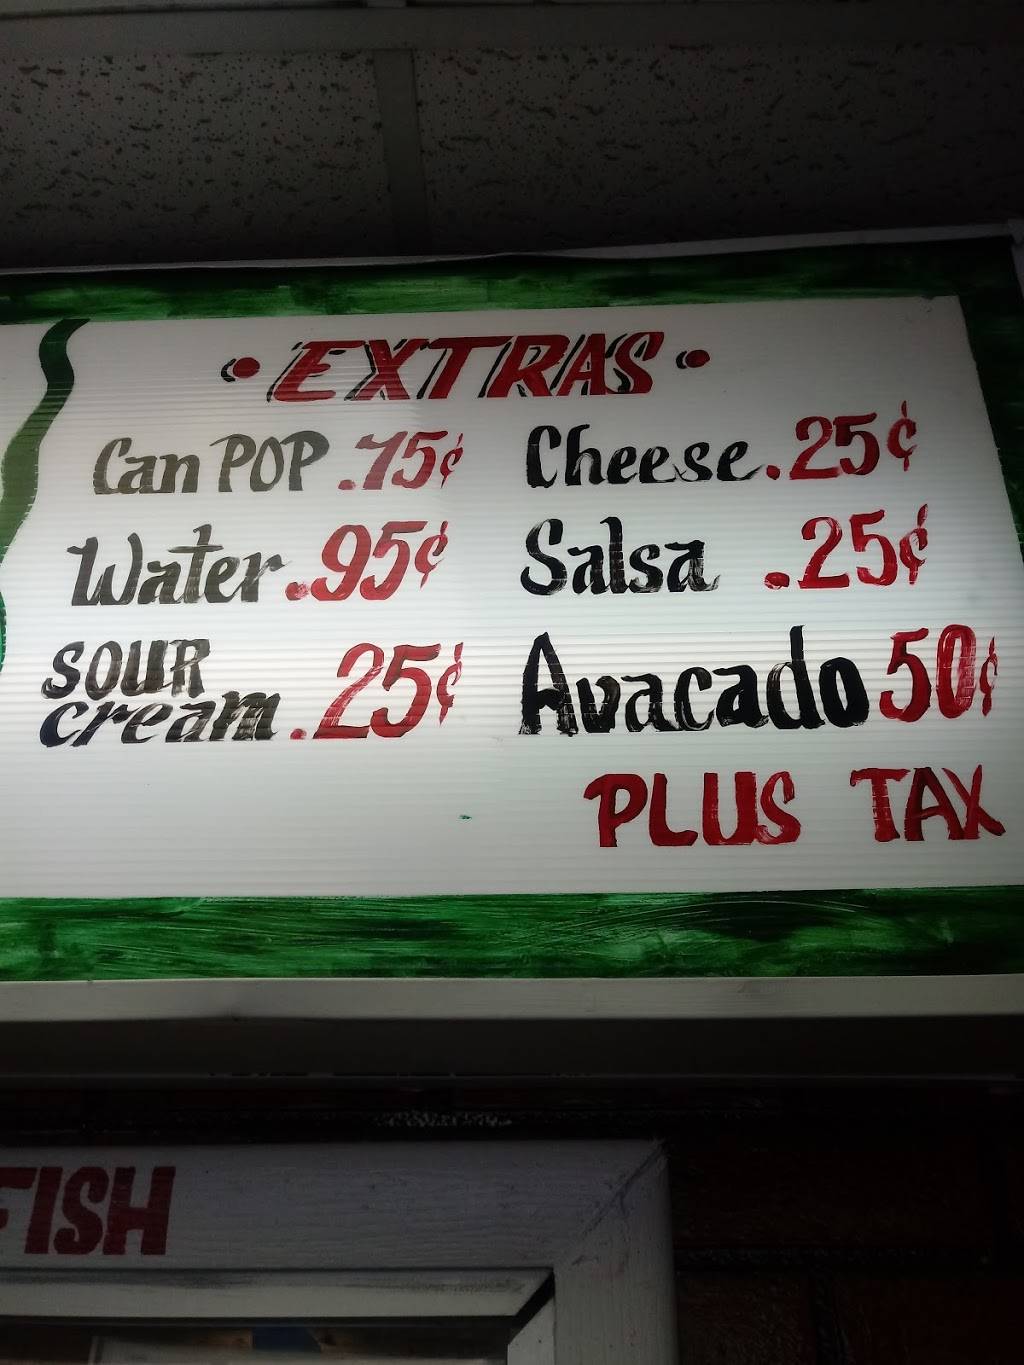 • EXTRAS •
Can POP .75¢
Water .95¢
SOUR
cream .25¢
Cheese .25¢
Salsa .25¢
Avacado 50¢
PLUS TAX
FISH